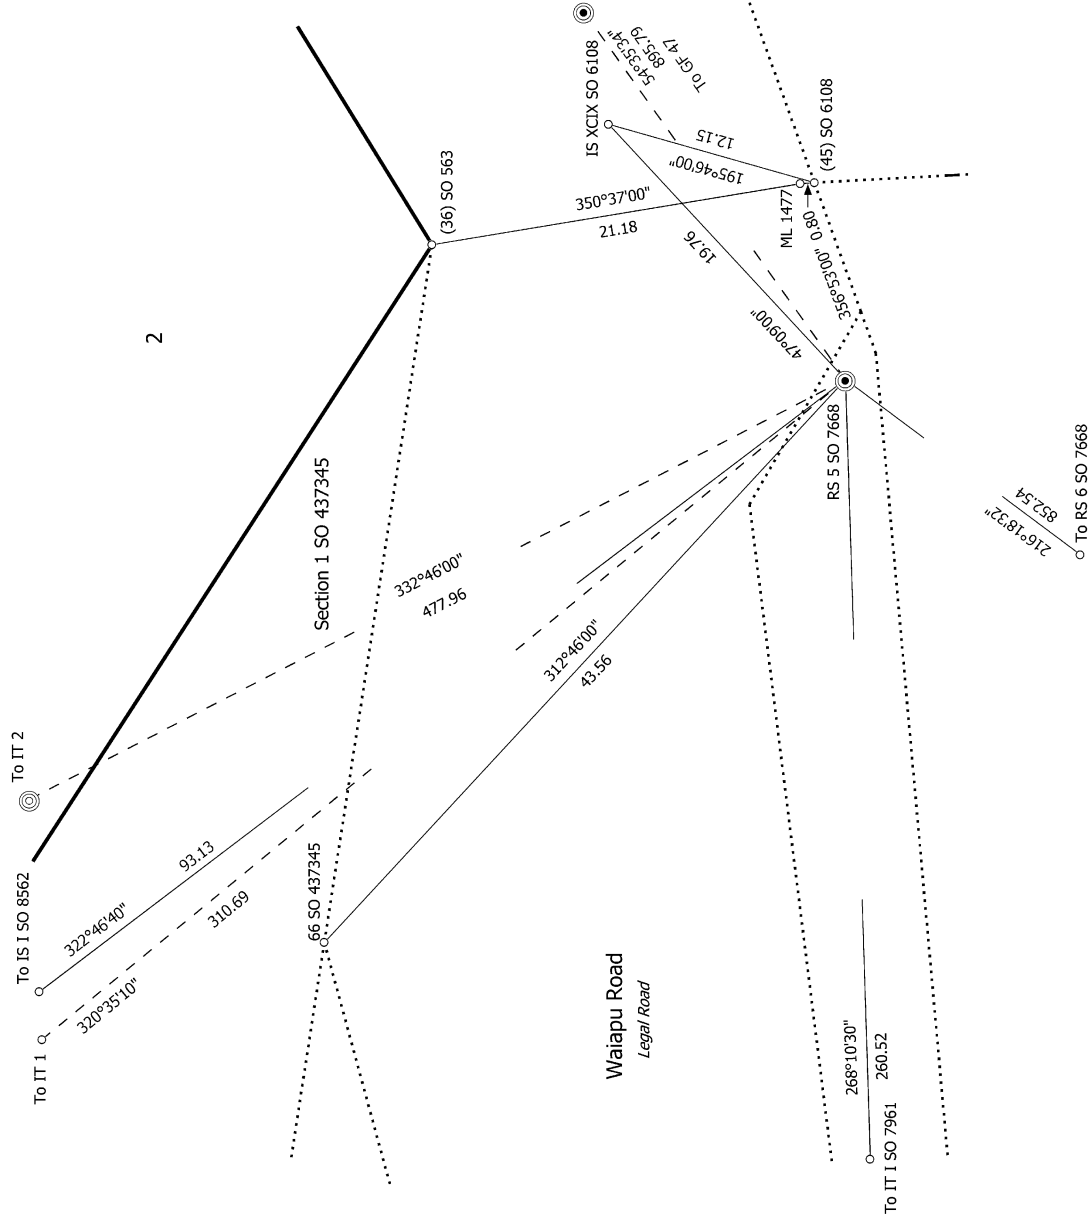 IS XCIX SO 6108
54°35'34"
895.79
To GF 47
12.15
195°46'00"
(45) SO 6108
(36) SO 563
350°37'00"
21.18
ML 1477
0.80
356°53'00"
19.76
47°09'00"
2
RS 5 SO 7668
Section 1 SO 437345
332°46'00"
477.96
312°46'00"
43.56
852.54
216°18'32"
To RS 6 SO 7668
To IT 2
93.13
322°46'40"
To IS I SO 8562
310.69
320°35'10"
To IT 1
66 SO 437345
Waiapu Road
Legal Road
268°10'30"
260.52
To IT I SO 7961